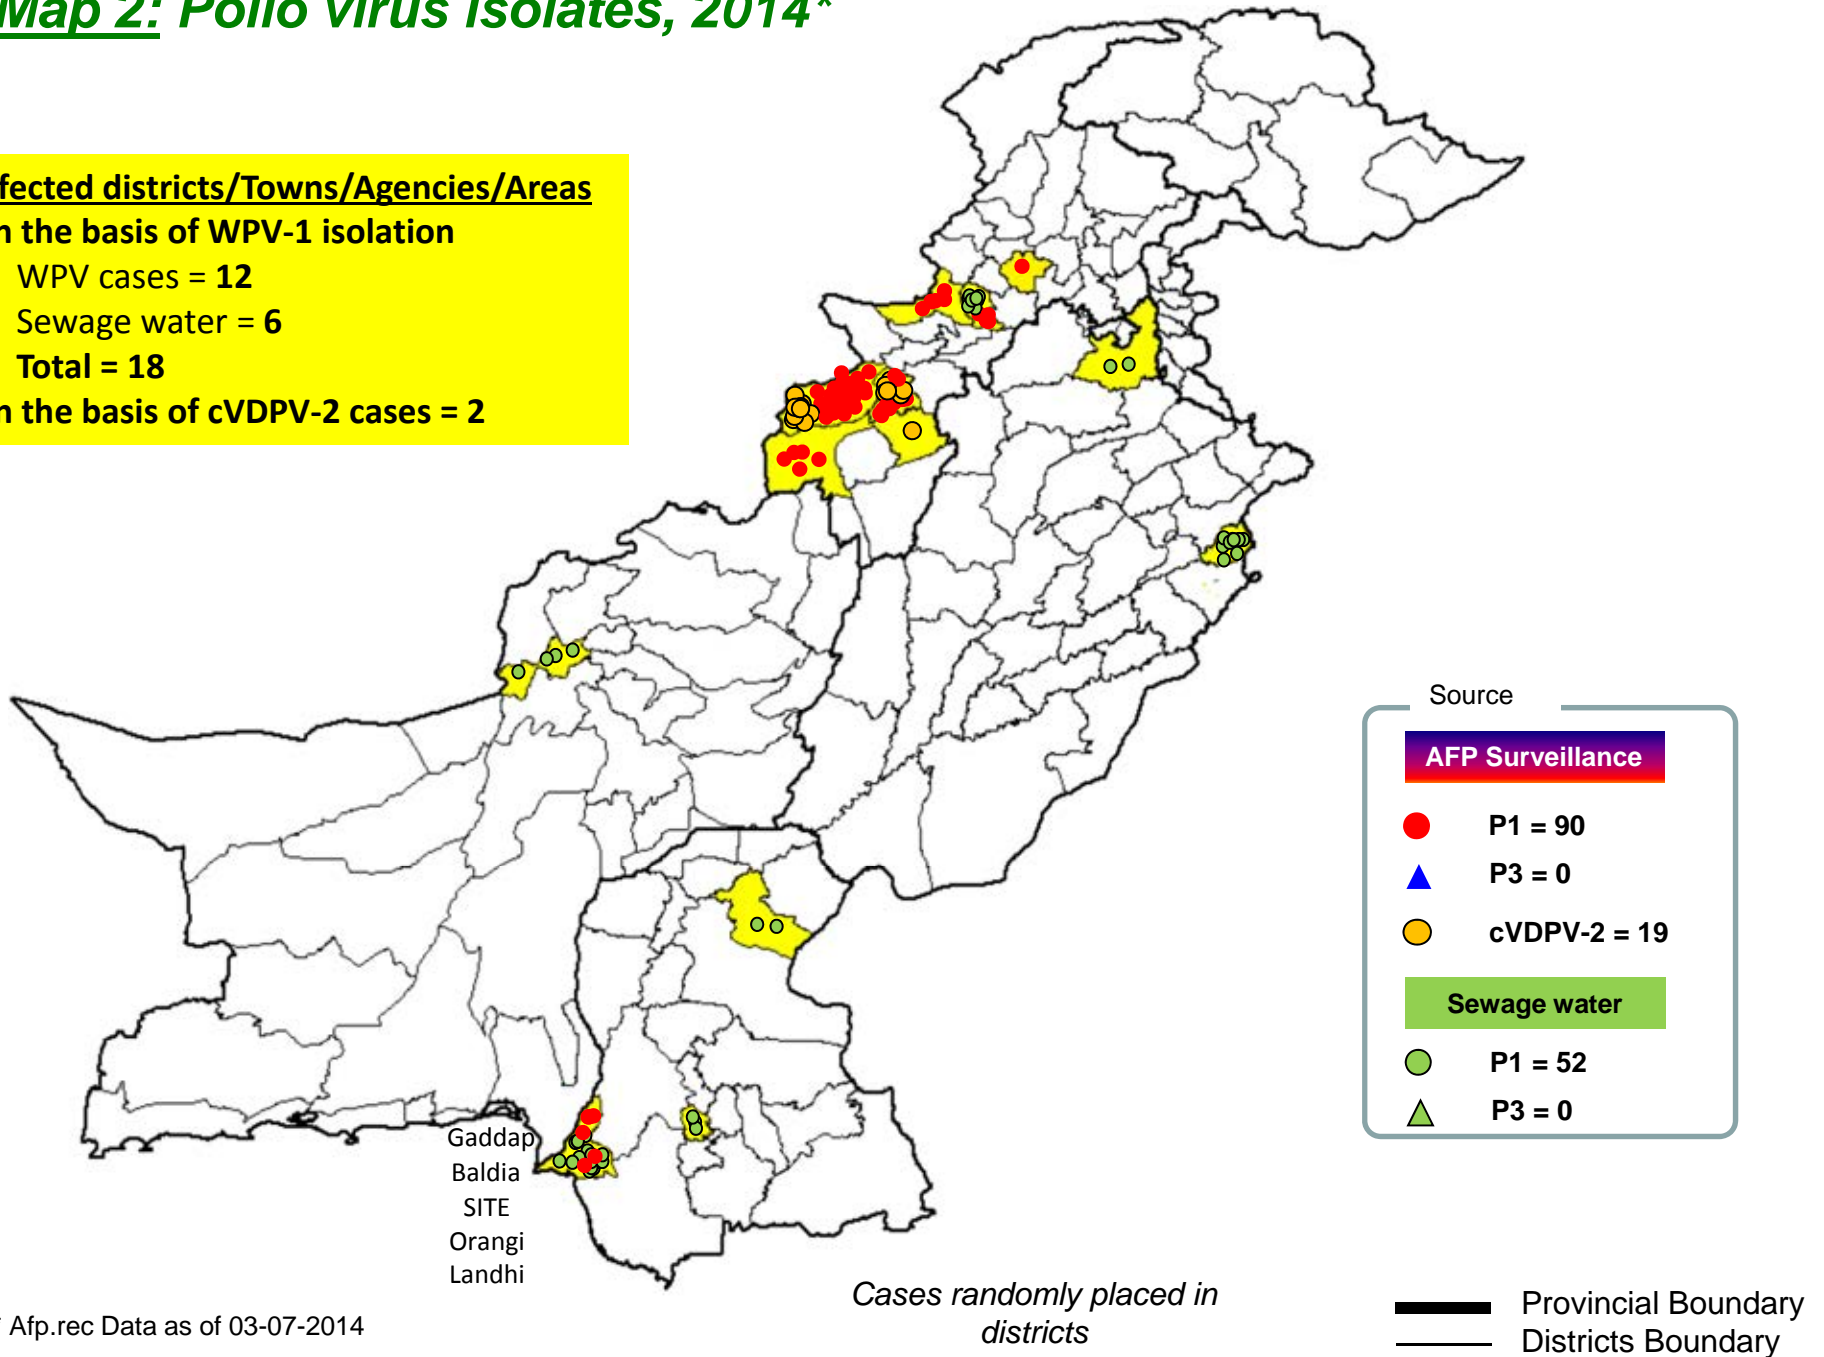 Map 2: Polio virus isolates, 2014*
fected districts/Towns/Agencies/Areas
n the basis of WPV-1 isolation
WPV cases = 12
Sewage water = 6
Total = 18
n the basis of cVDPV-2 cases = 2
Source
AFP Surveillance
P1 = 90
P3 = 0
cVDPV-2 = 19
Sewage water
P1 = 52
P3 = 0
Gaddap
Baldia
SITE
Orangi
Landhi
Cases randomly placed in
districts
* Afp.rec Data as of 03-07-2014
Provincial Boundary
Districts Boundary